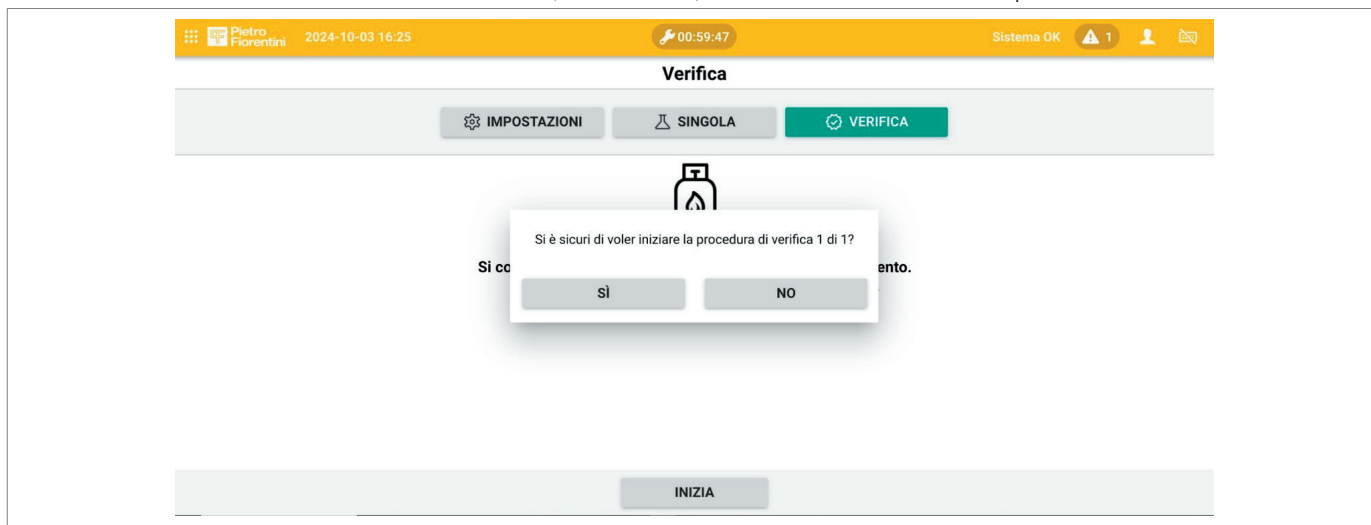 Pietro
Fiorentini
2024-10-03 16:25
00:59:47
Sistema OK
1
Verifica
IMPOSTAZIONI
SINGOLA
VERIFICA
Si è sicuri di voler iniziare la procedura di verifica 1 di 1?
Si
SÌ
NO
INIZIA